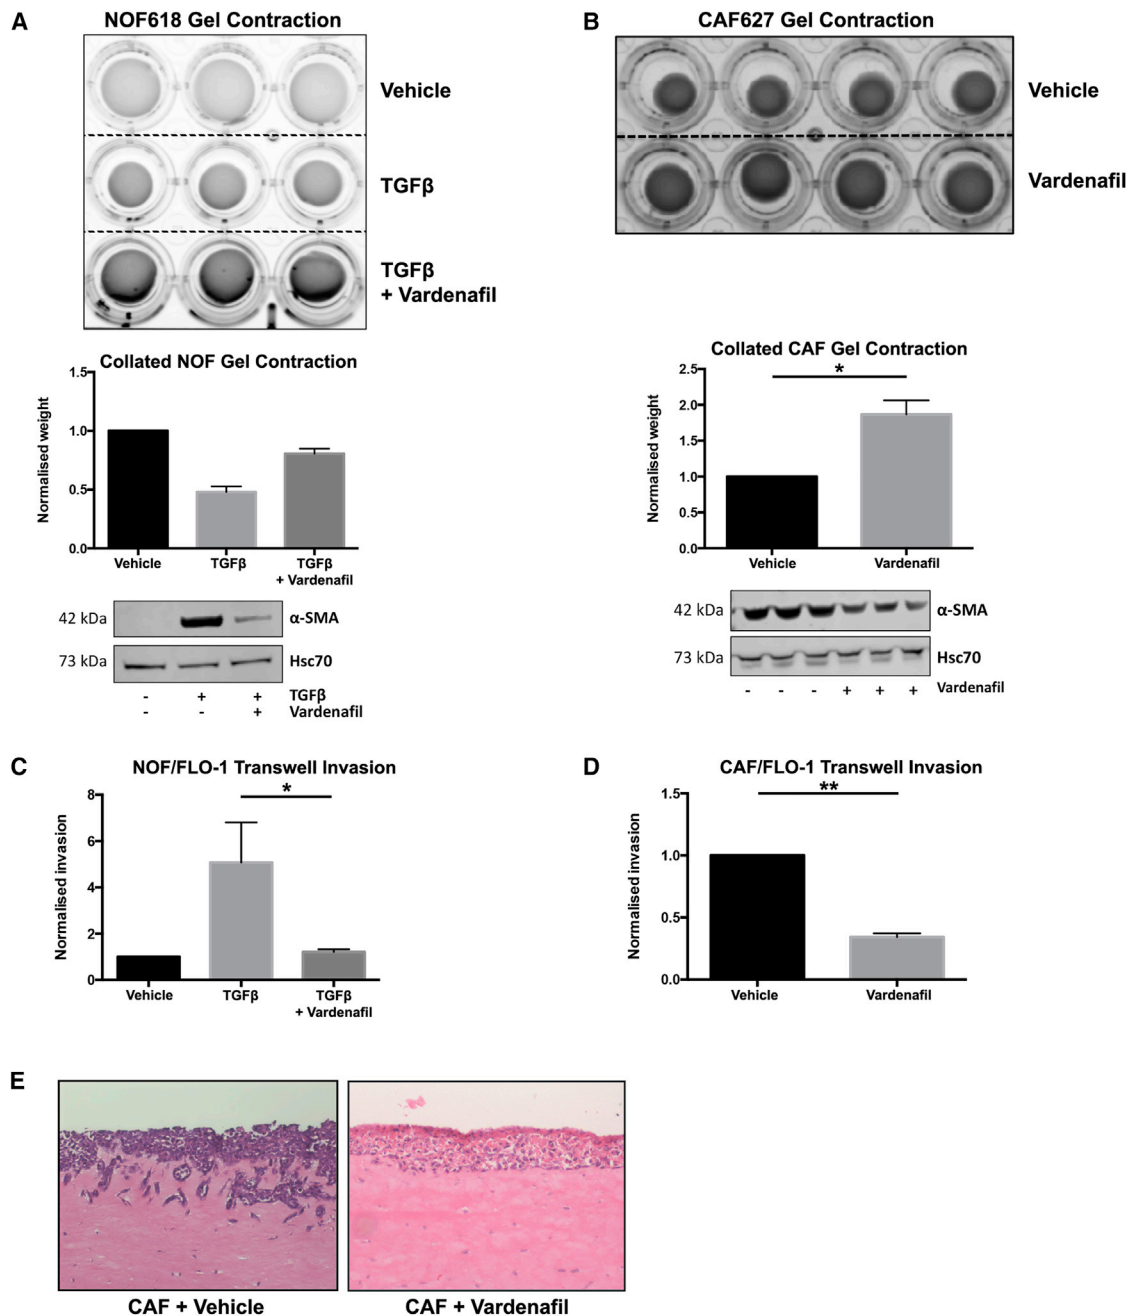 A
NOF618 Gel Contraction
Vehicle
TGFβ
TGFβ
+ Vardenafil
Collated NOF Gel Contraction
Normalised weight
1.5
1.0
0.5
0.0
Vehicle
TGFβ
TGFβ
+ Vardenafil
42 kDa
α-SMA
73 kDa
Hsc70
- + + TGFβ
- - + Vardenafil
B
CAF627 Gel Contraction
Vehicle
Vardenafil
Collated CAF Gel Contraction
*
Normalised weight
2.5
2.0
1.5
1.0
0.5
0.0
Vehicle
Vardenafil
42 kDa
α-SMA
73 kDa
Hsc70
- - - + + + Vardenafil
C
NOF/FLO-1 Transwell Invasion
*
Normalised invasion
8
6
4
2
0
Vehicle
TGFβ
TGFβ
+ Vardenafil
D
CAF/FLO-1 Transwell Invasion
**
Normalised invasion
1.5
1.0
0.5
0.0
Vehicle
Vardenafil
E
CAF + Vehicle
CAF + Vardenafil